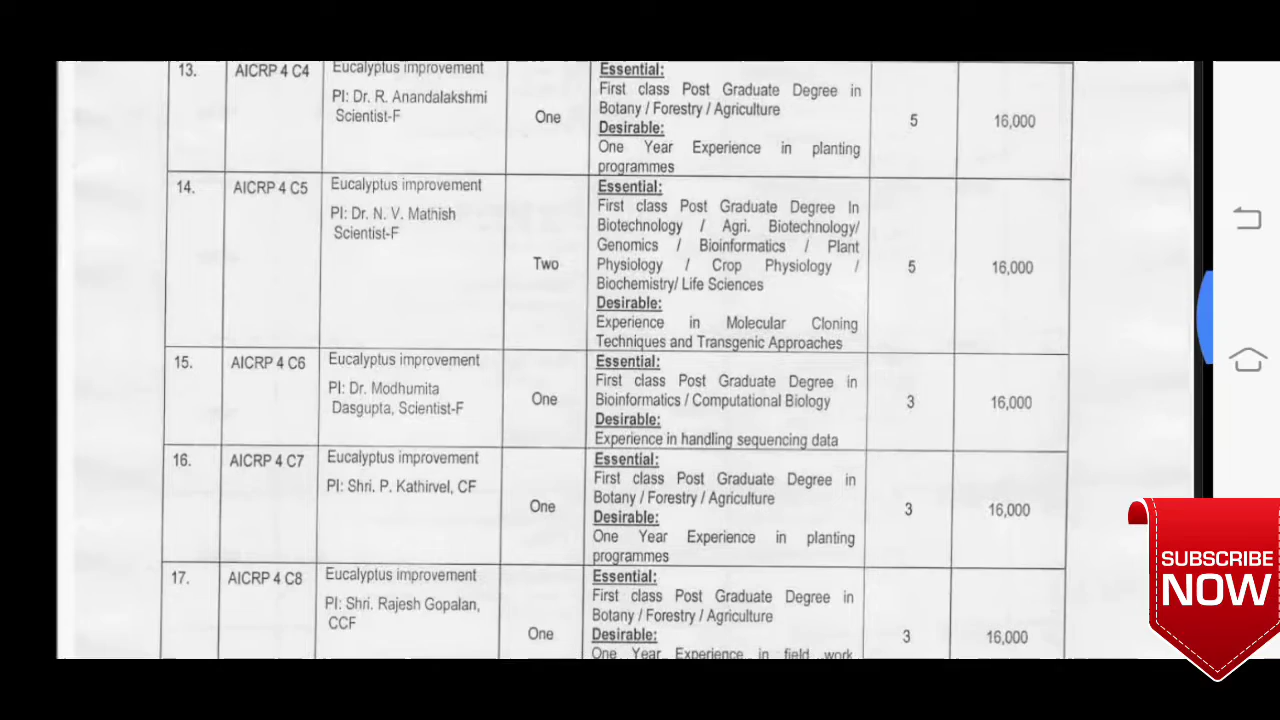 13.
AICRP 4 C4
Eucalyptus improvement
PI: Dr. R. Anandalakshmi
Scientist-F
One
Essential:
First class Post Graduate Degree in
Botany / Forestry / Agriculture
Desirable:
One Year Experience in planting
programmes
5
16,000
14.
AICRP 4 C5
Eucalyptus improvement
PI: Dr. N. V. Mathish
Scientist-F
Two
Essential:
First class Post Graduate Degree In
Biotechnology / Agri. Biotechnology/
Genomics / Bioinformatics / Plant
Physiology / Crop Physiology /
Biochemistry/ Life Sciences
Desirable:
Experience in Molecular Cloning
Techniques and Transgenic Approaches
5
16,000
15.
AICRP 4 C6
Eucalyptus improvement
PI: Dr. Modhumita
Dasgupta, Scientist-F
One
Essential:
First class Post Graduate Degree in
Bioinformatics / Computational Biology
Desirable:
Experience in handling sequencing data
3
16,000
16.
AICRP 4 C7
Eucalyptus improvement
PI: Shri. P. Kathirvel, CF
One
Essential:
First class Post Graduate Degree in
Botany / Forestry / Agriculture
Desirable:
One Year Experience in planting
programmes
3
16,000
17.
AICRP 4 C8
Eucalyptus improvement
PI: Shri. Rajesh Gopalan,
CCF
One
Essential:
First class Post Graduate Degree in
Botany / Forestry / Agriculture
Desirable:
One Year Experience in field work
3
16,000
SUBSCRIBE
NOW